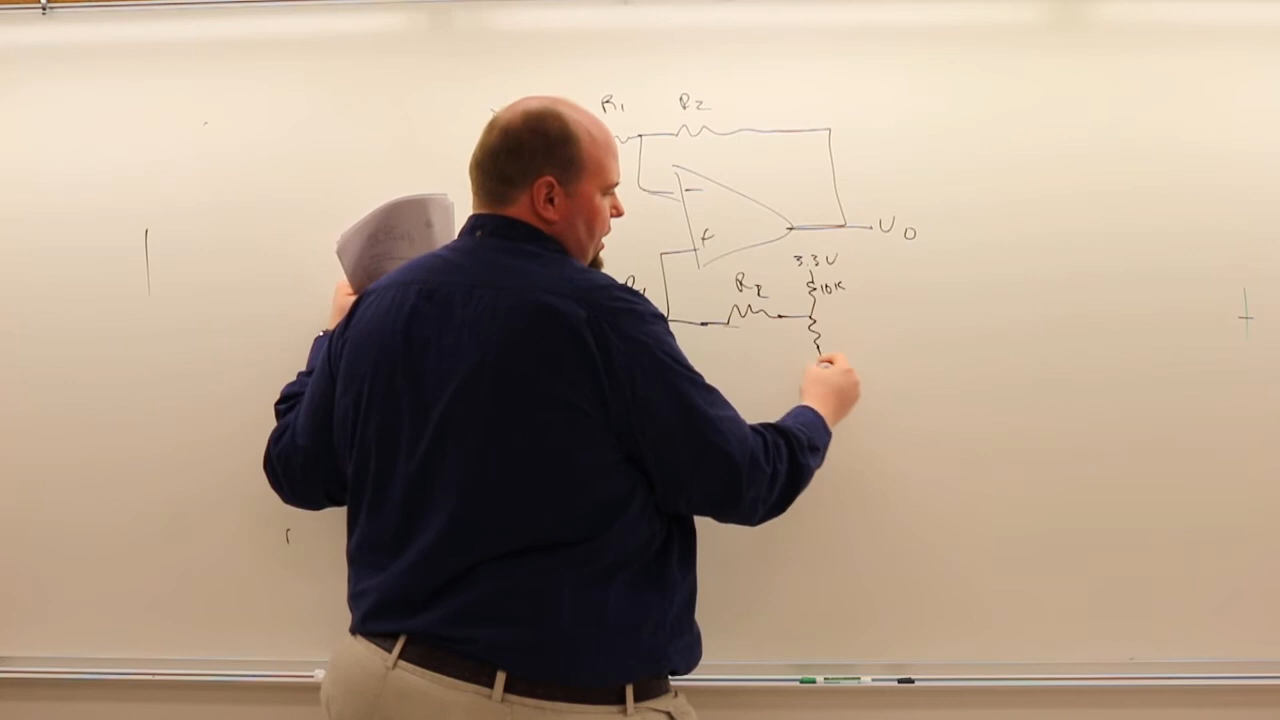 R1 R2
−
+
Vo
3.3V
R2 10K